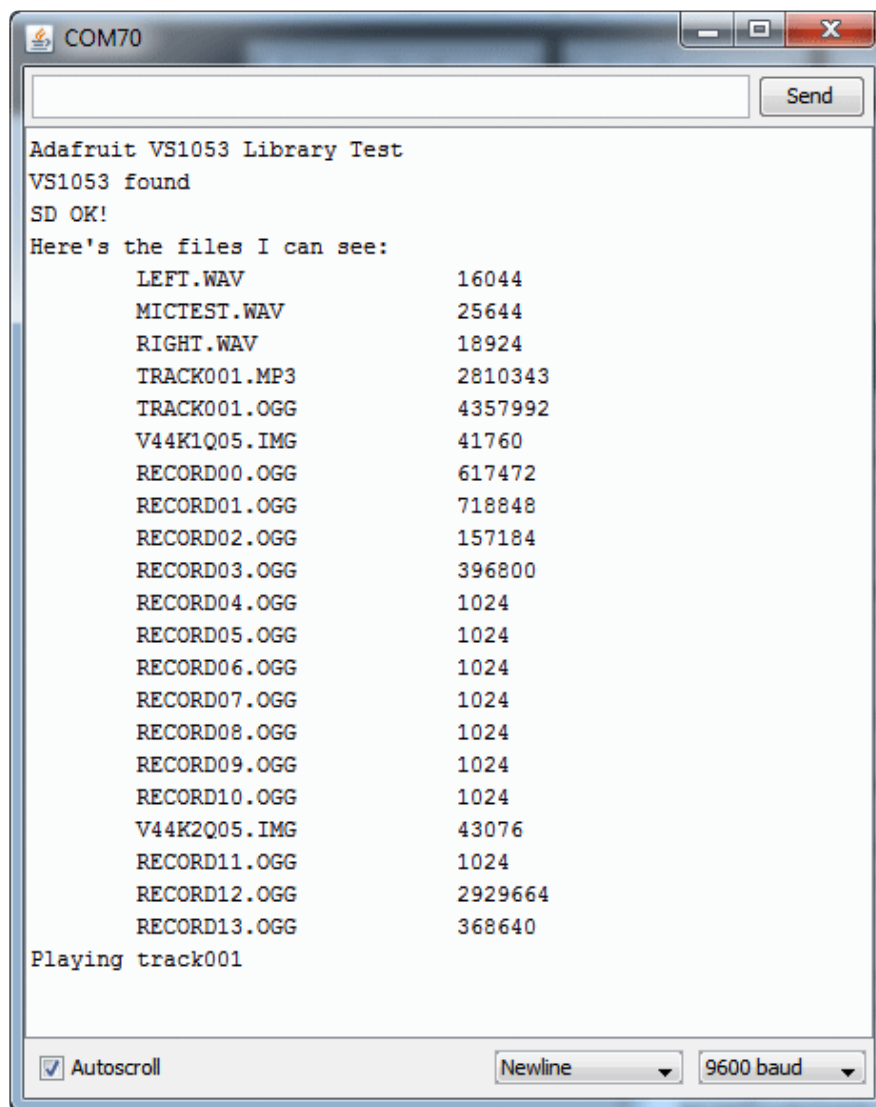 COM70
Send
Adafruit VS1053 Library Test
VS1053 found
SD OK!
Here's the files I can see:
LEFT.WAV 16044
MICTEST.WAV 25644
RIGHT.WAV 18924
TRACK001.MP3 2810343
TRACK001.OGG 4357992
V44K1Q05.IMG 41760
RECORD00.OGG 617472
RECORD01.OGG 718848
RECORD02.OGG 157184
RECORD03.OGG 396800
RECORD04.OGG 1024
RECORD05.OGG 1024
RECORD06.OGG 1024
RECORD07.OGG 1024
RECORD08.OGG 1024
RECORD09.OGG 1024
RECORD10.OGG 1024
V44K2Q05.IMG 43076
RECORD11.OGG 1024
RECORD12.OGG 2929664
RECORD13.OGG 368640
Playing track001
Autoscroll Newline 9600 baud